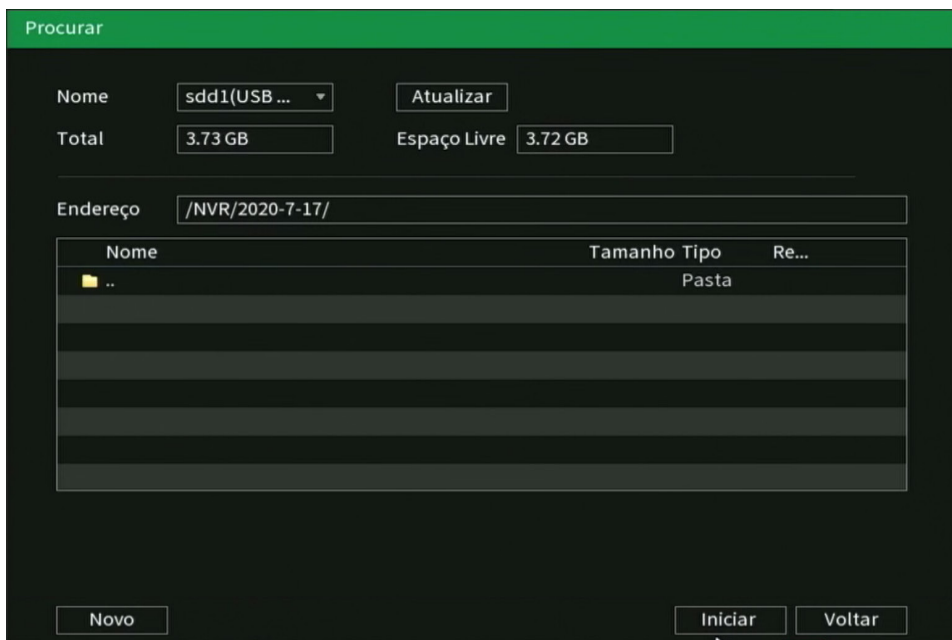 Procurar
Nome sdd1(USB ... Atualizar
Total 3.73 GB Espaço Livre 3.72 GB
Endereço /NVR/2020-7-17/
Nome Tamanho Tipo Re...
.. Pasta
Novo Iniciar Voltar